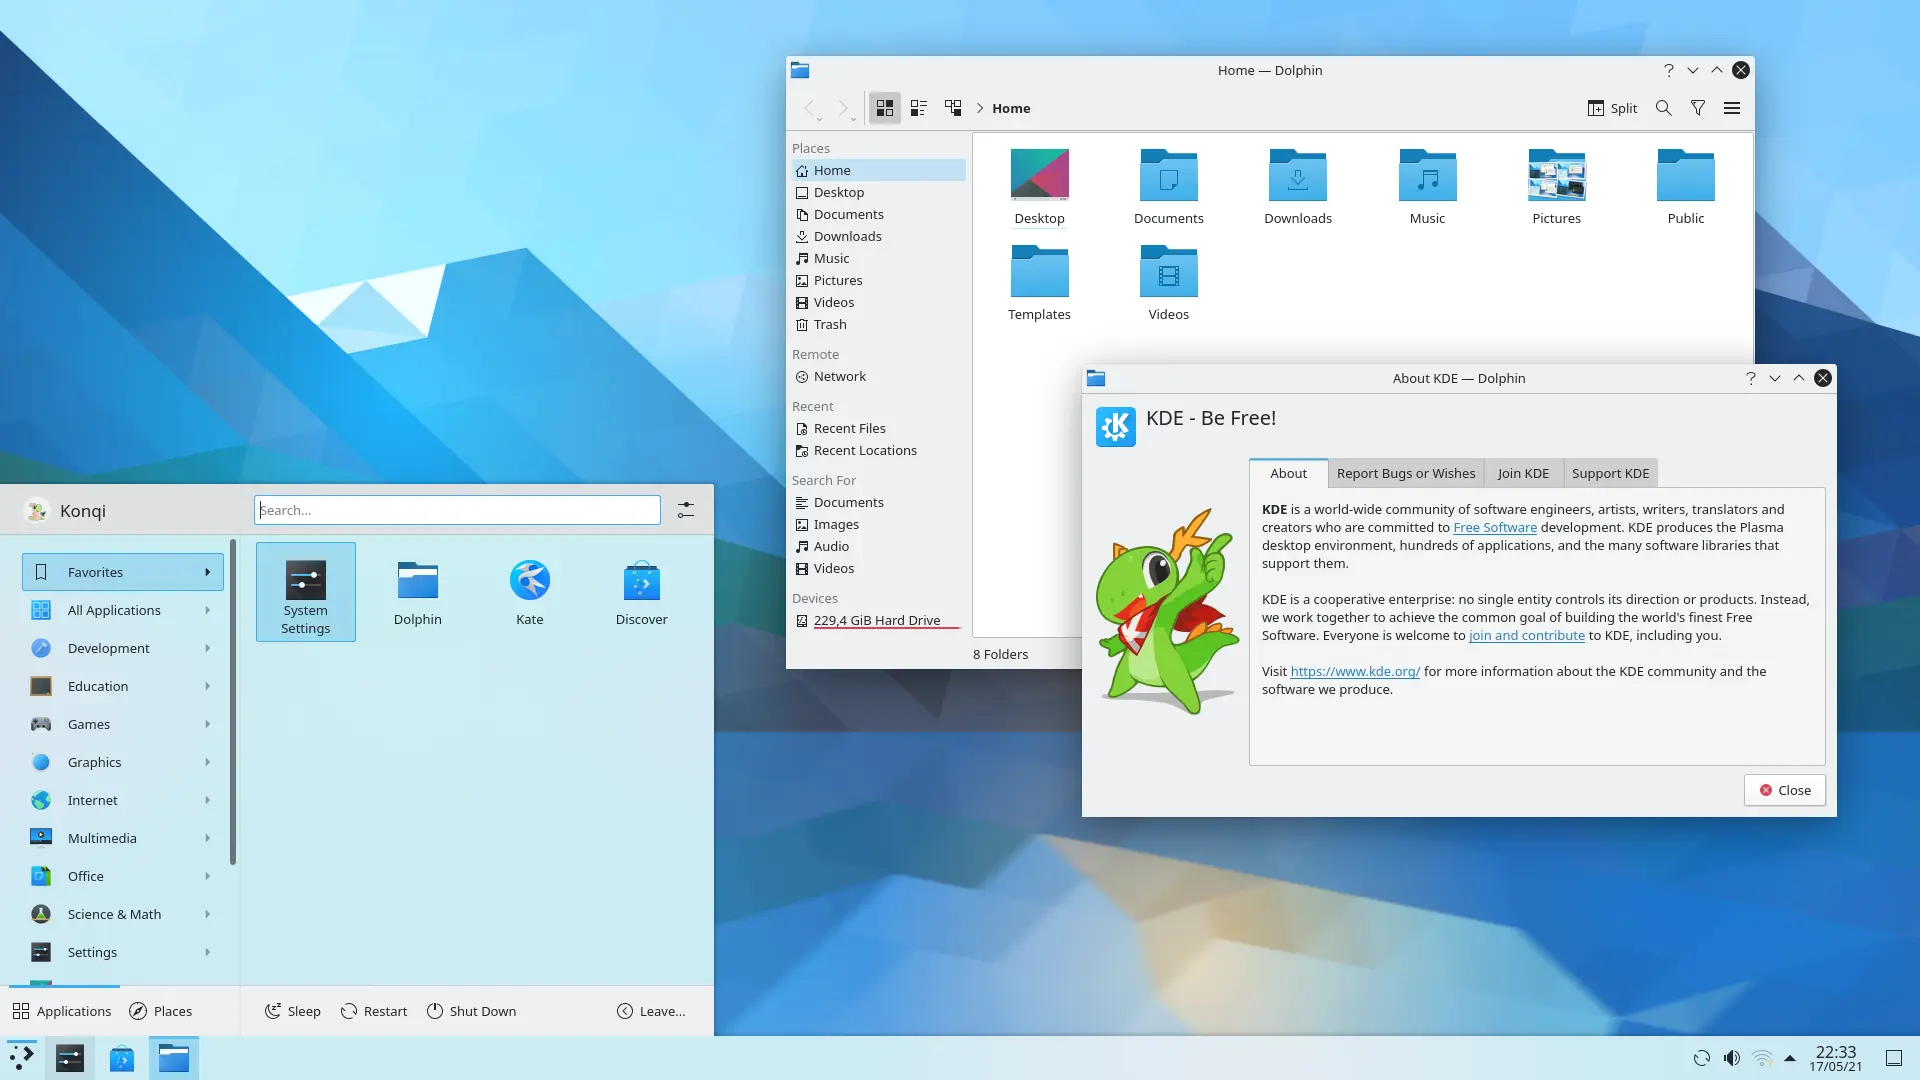 Home — Dolphin
Home
Split
Places
Home
Desktop
Documents
Downloads
Music
Pictures
Videos
Trash
Remote
Network
Recent
Recent Files
Recent Locations
Search For
Documents
Images
Audio
Videos
Devices
229,4 GiB Hard Drive
Desktop
Documents
Downloads
Music
Pictures
Public
Templates
Videos
8 Folders
About KDE — Dolphin
KDE - Be Free!
About
Report Bugs or Wishes
Join KDE
Support KDE
KDE is a world-wide community of software engineers, artists, writers, translators and
creators who are committed to Free Software development. KDE produces the Plasma
desktop environment, hundreds of applications, and the many software libraries that
support them.
KDE is a cooperative enterprise: no single entity controls its direction or products. Instead,
we work together to achieve the common goal of building the world's finest Free
Software. Everyone is welcome to join and contribute to KDE, including you.
Visit https://www.kde.org/ for more information about the KDE community and the
software we produce.
Close
Konqi
Search...
Favorites
All Applications
Development
Education
Games
Graphics
Internet
Multimedia
Office
Science & Math
Settings
System
Settings
Dolphin
Kate
Discover
Applications
Places
Sleep
Restart
Shut Down
Leave...
22:33
17/05/21